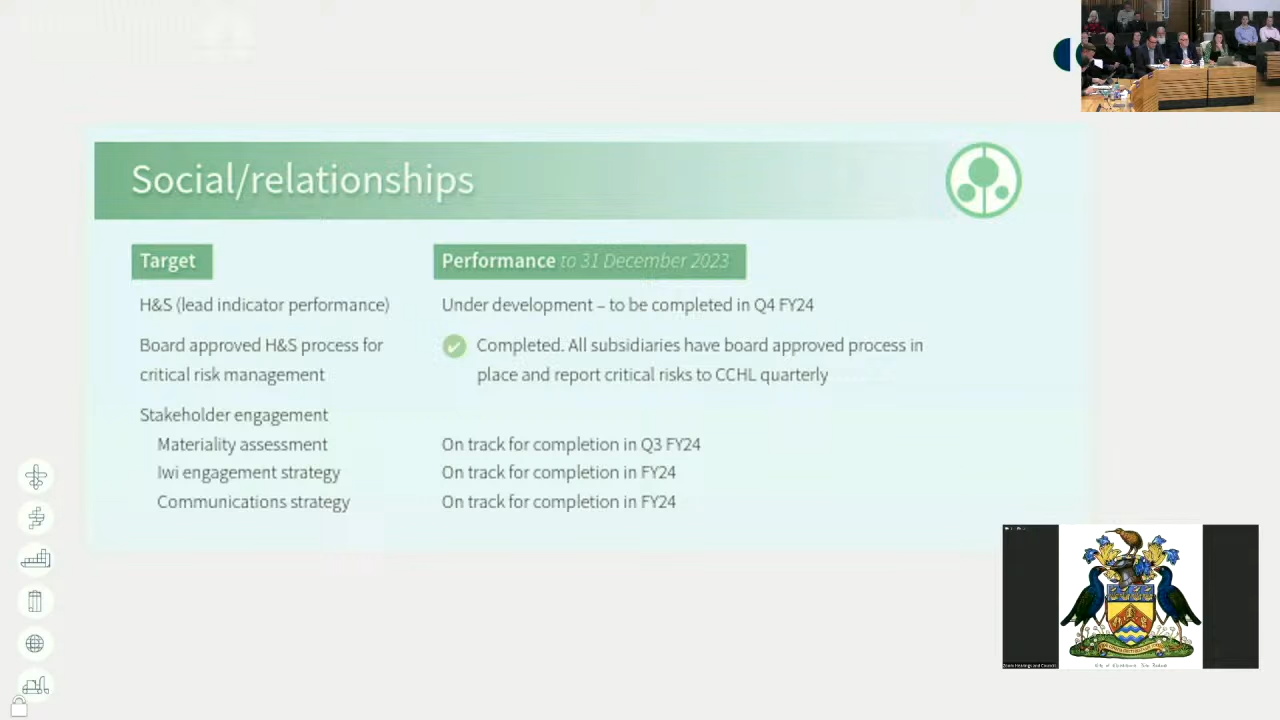 Social/relationships
Target
Performance to 31 December 2023
H&S (lead indicator performance)
Under development – to be completed in Q4 FY24
Board approved H&S process for
critical risk management
Completed. All subsidiaries have board approved process in
place and report critical risks to CCHL quarterly
Stakeholder engagement
Materiality assessment
On track for completion in Q3 FY24
Iwi engagement strategy
On track for completion in FY24
Communications strategy
On track for completion in FY24